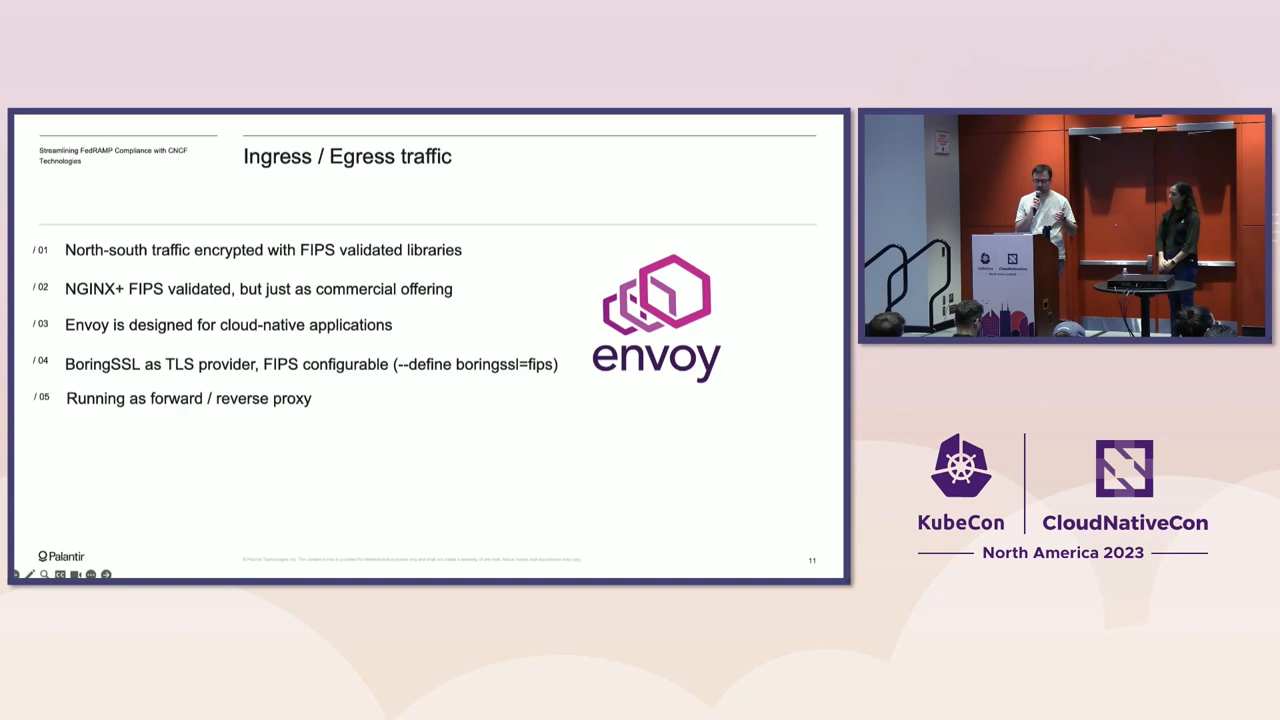 Streamlining FedRAMP Compliance with CNCF
Technologies
Ingress / Egress traffic
/ 01 North-south traffic encrypted with FIPS validated libraries
/ 02 NGINX+ FIPS validated, but just as commercial offering
/ 03 Envoy is designed for cloud-native applications
/ 04 BoringSSL as TLS provider, FIPS configurable (--define boringssl=fips)
/ 05 Running as forward / reverse proxy
envoy
Palantir
11
KubeCon
CloudNativeCon
North America 2023
KubeCon
CloudNativeCon